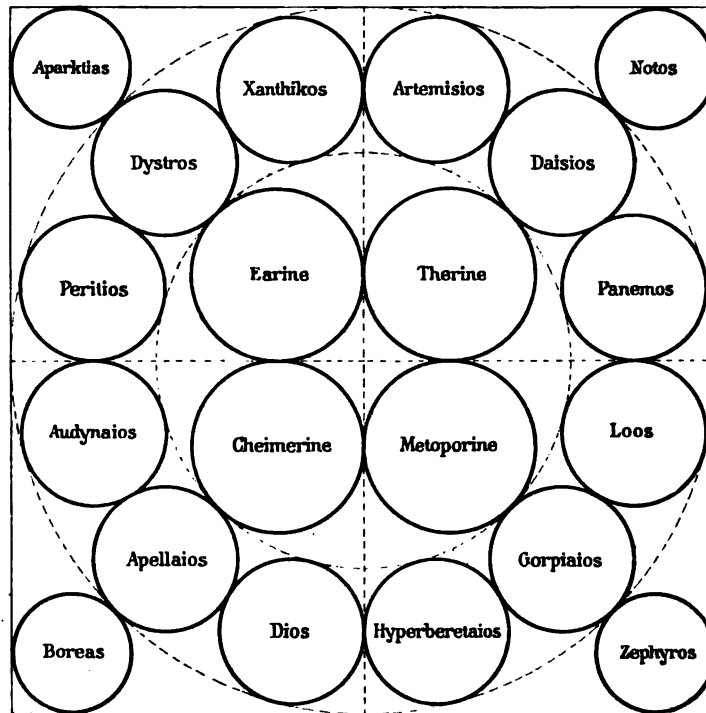 Aparktias
Xanthikos
Artemisios
Notos
Dystros
Daisios
Peritios
Earine
Therine
Panemos
Audynaios
Cheimerine
Metoporine
Loos
Apellaios
Gorpiaios
Boreas
Dios
Hyperberetaios
Zephyros